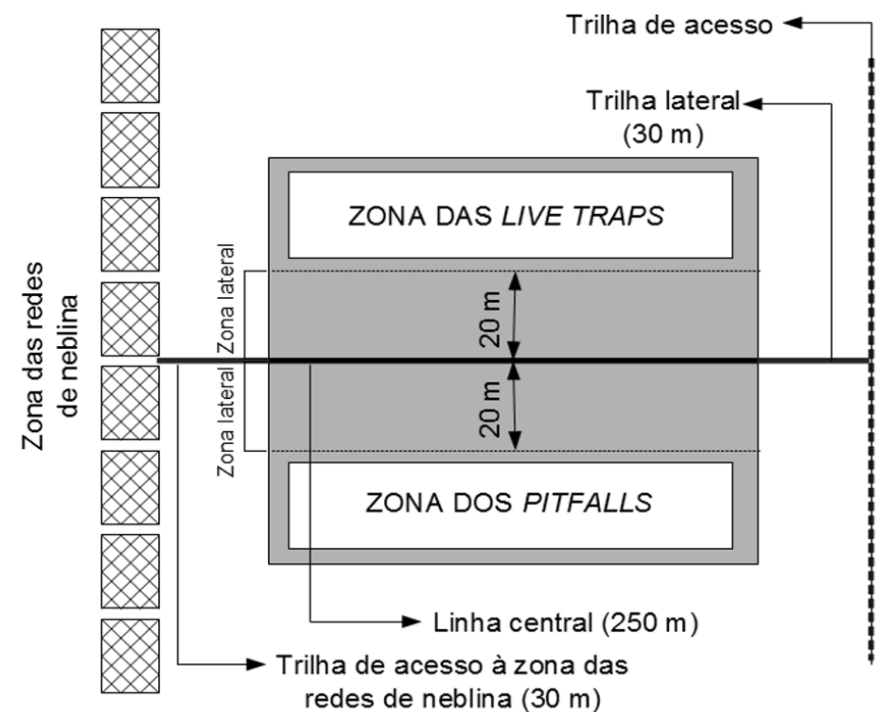 Trilha de acesso
Trilha lateral
(30 m)
ZONA DAS LIVE TRAPS
Zona das redes
de neblina
Zona lateral
20 m
Zona lateral
20 m
ZONA DOS PITFALLS
Linha central (250 m)
Trilha de acesso à zona das
redes de neblina (30 m)